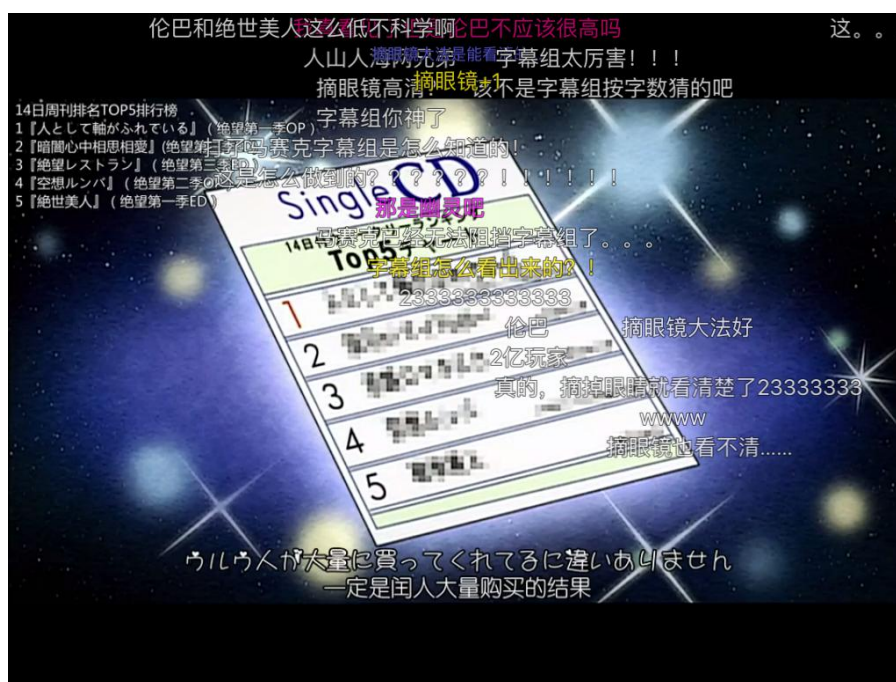 伦巴和绝世美人这么低不科学啊
伦巴不应该很高吗
这。。
人山人海两兄弟
字幕组太厉害！！！
摘眼镜高清！
摘眼镜+1
该不是字幕组按字数猜的吧
14日周刊排名TOP5排行榜
字幕组你神了
1『人として軸がぶれている』（绝望第一季OP）
2『暗闇心中相思相愛』(绝望第
打了马赛克字幕组是怎么知道的！
3『絶望レストラン』（绝望第三季ED）
4『空想ルンバ』（绝望第二季O
这是怎么做到的？？？？？？！！！！！！
5『絶世美人』（绝望第一季ED）
SingleCD
那是幽灵吧
14日付
ランキング
马赛克已经无法阻挡字幕组了。。。
Top5
字幕组怎么看出来的？！
1
2333333333333
伦巴
摘眼镜大法好
2
2亿玩家
3
真的，摘掉眼睛就看清楚了23333333
wwww
4
摘眼镜也看不清……
5
ウルウ人が大量に買ってくれてるに違いありません
一定是闰人大量购买的结果